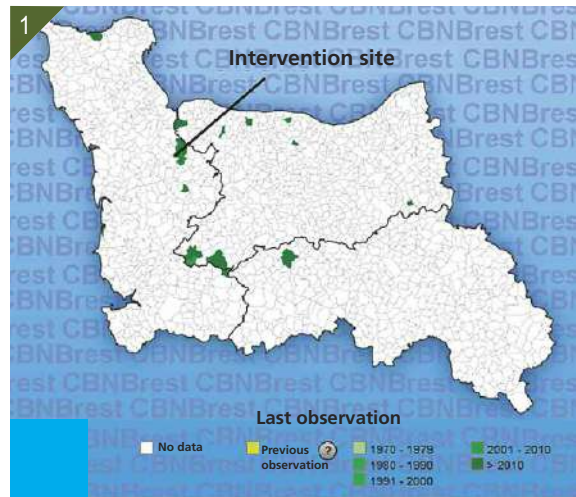 1
CBNBrest CBNBrest CBNBrest
Intervention site
Last observation
No data
Previous
observation
?
1970 - 1979
1980 - 1990
1991 - 2000
2001 - 2010
> 2010